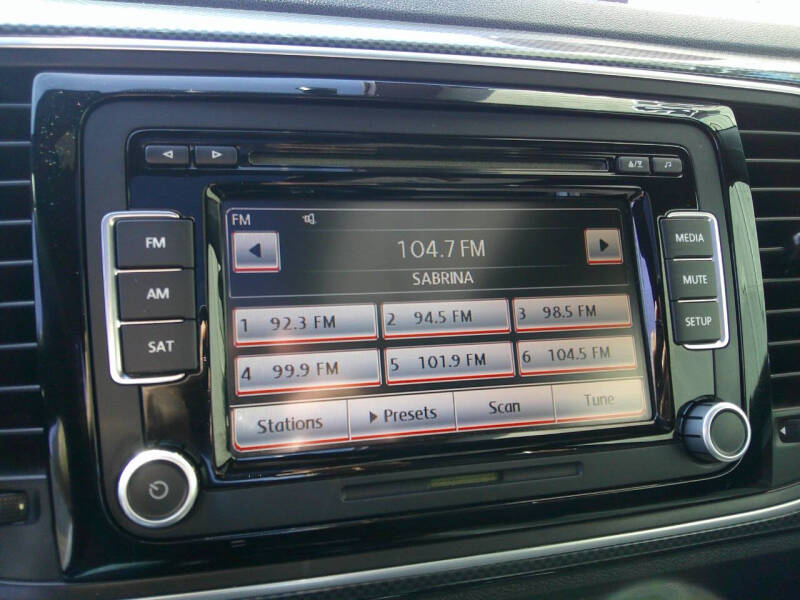 FM
104.7 FM
SABRINA
1 92.3 FM
2 94.5 FM
3 98.5 FM
4 99.9 FM
5 101.9 FM
6 104.5 FM
Stations
Presets
Scan
Tune
FM
AM
SAT
MEDIA
MUTE
SETUP